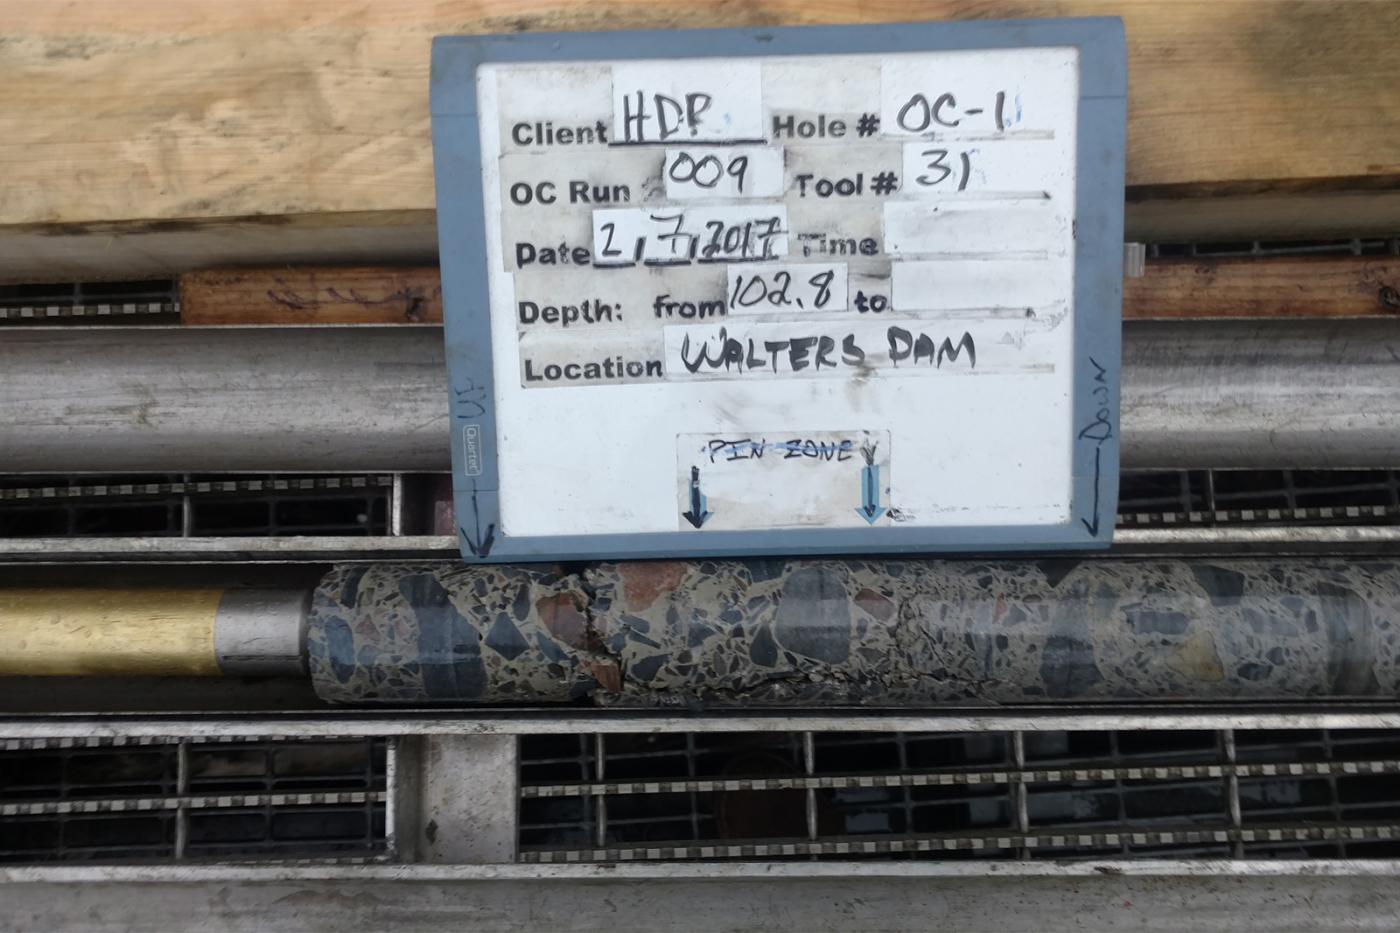 Client HDR Hole # OC-1
OC Run 009 Tool # 31
Date 2,7,2017 Time
Depth: from 102.8 to
Location WALTERS DAM
PIN ZONE
UP
DOWN
Quartet